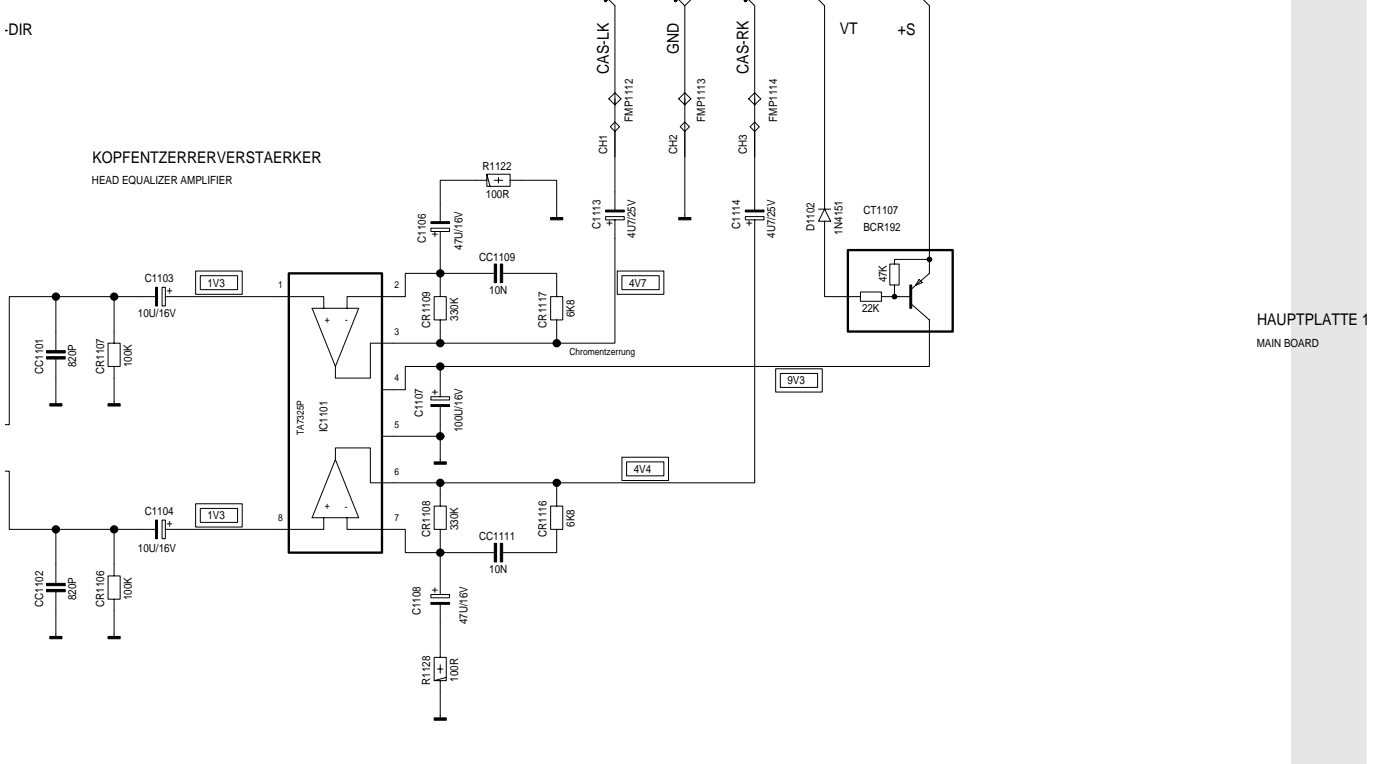 -DIR
CAS-LK
GND
CAS-RK
VT
+S
FMP1112
FMP1113
FMP1114
CH1
CH2
CH3
KOPFENTZERRERVERSTAERKER
HEAD EQUALIZER AMPLIFIER
R1122
+
100R
C1106
+
47U/16V
C1113
+
4U7/25V
C1114
+
4U7/25V
D1102
1N4151
CT1107
BCR192
47K
22K
CC1109
10N
C1103
+
10U/16V
1V3
1
2
3
4
5
6
7
8
+ -
CR1109
330K
CR1117
6K8
4V7
Chromentzerrung
CC1101
820P
CR1107
100K
TA7325P
IC1101
C1107
+
100U/16V
9V3
HAUPTPLATTE 1
MAIN BOARD
4V4
C1104
+
10U/16V
1V3
+ -
CR1108
330K
CR1116
6K8
CC1111
10N
CC1102
820P
CR1106
100K
C1108
+
47U/16V
R1128
+
100R